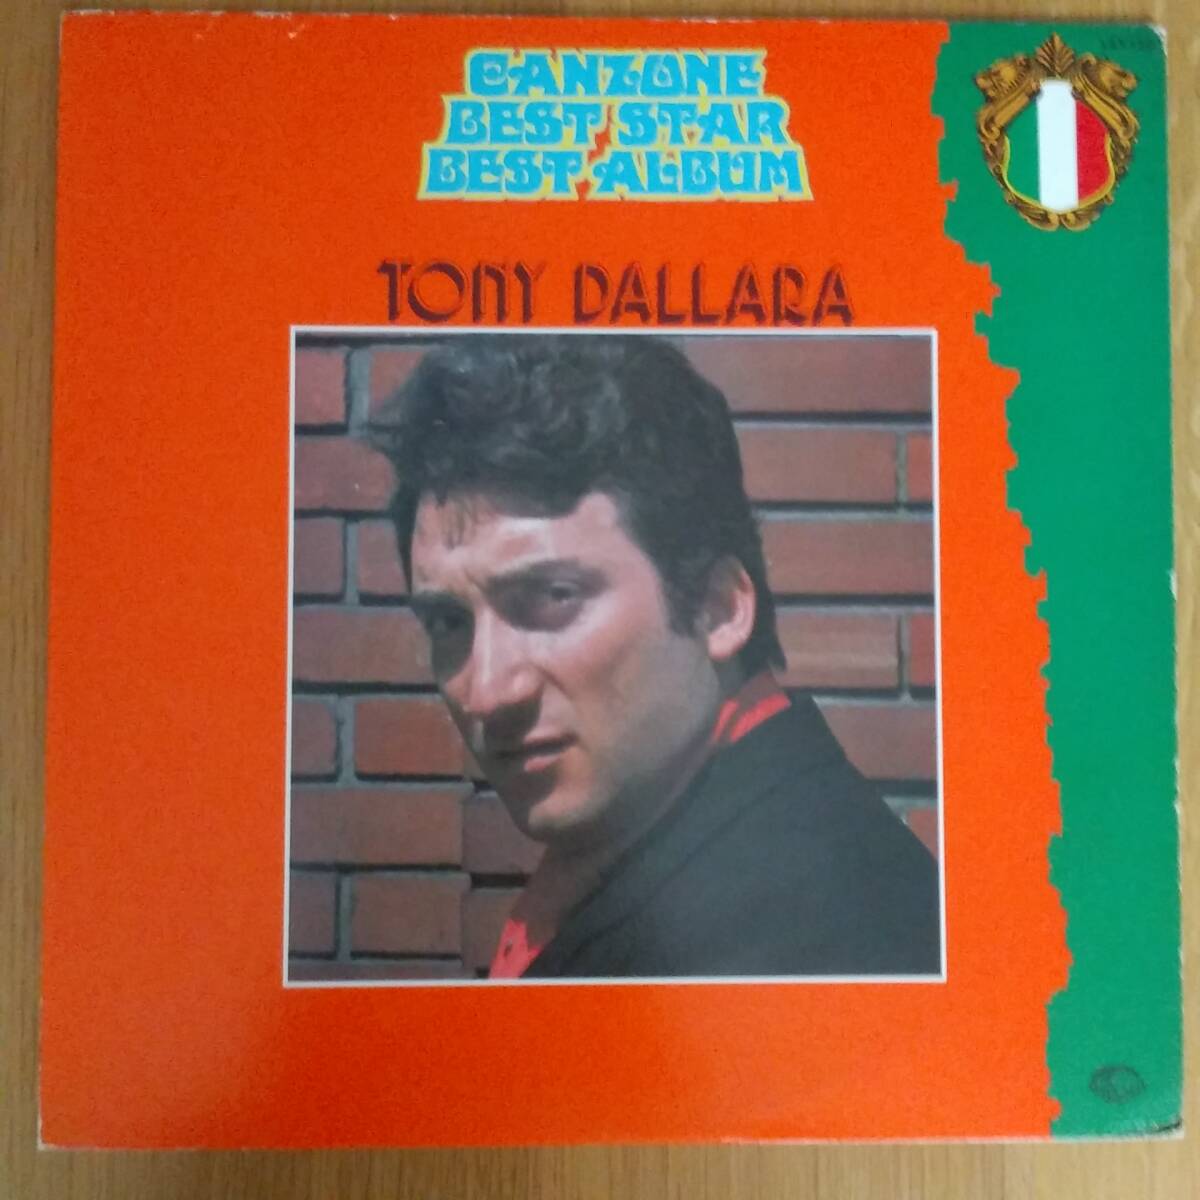 CANZONE
BEST STAR
BEST ALBUM
TONY DALLARA